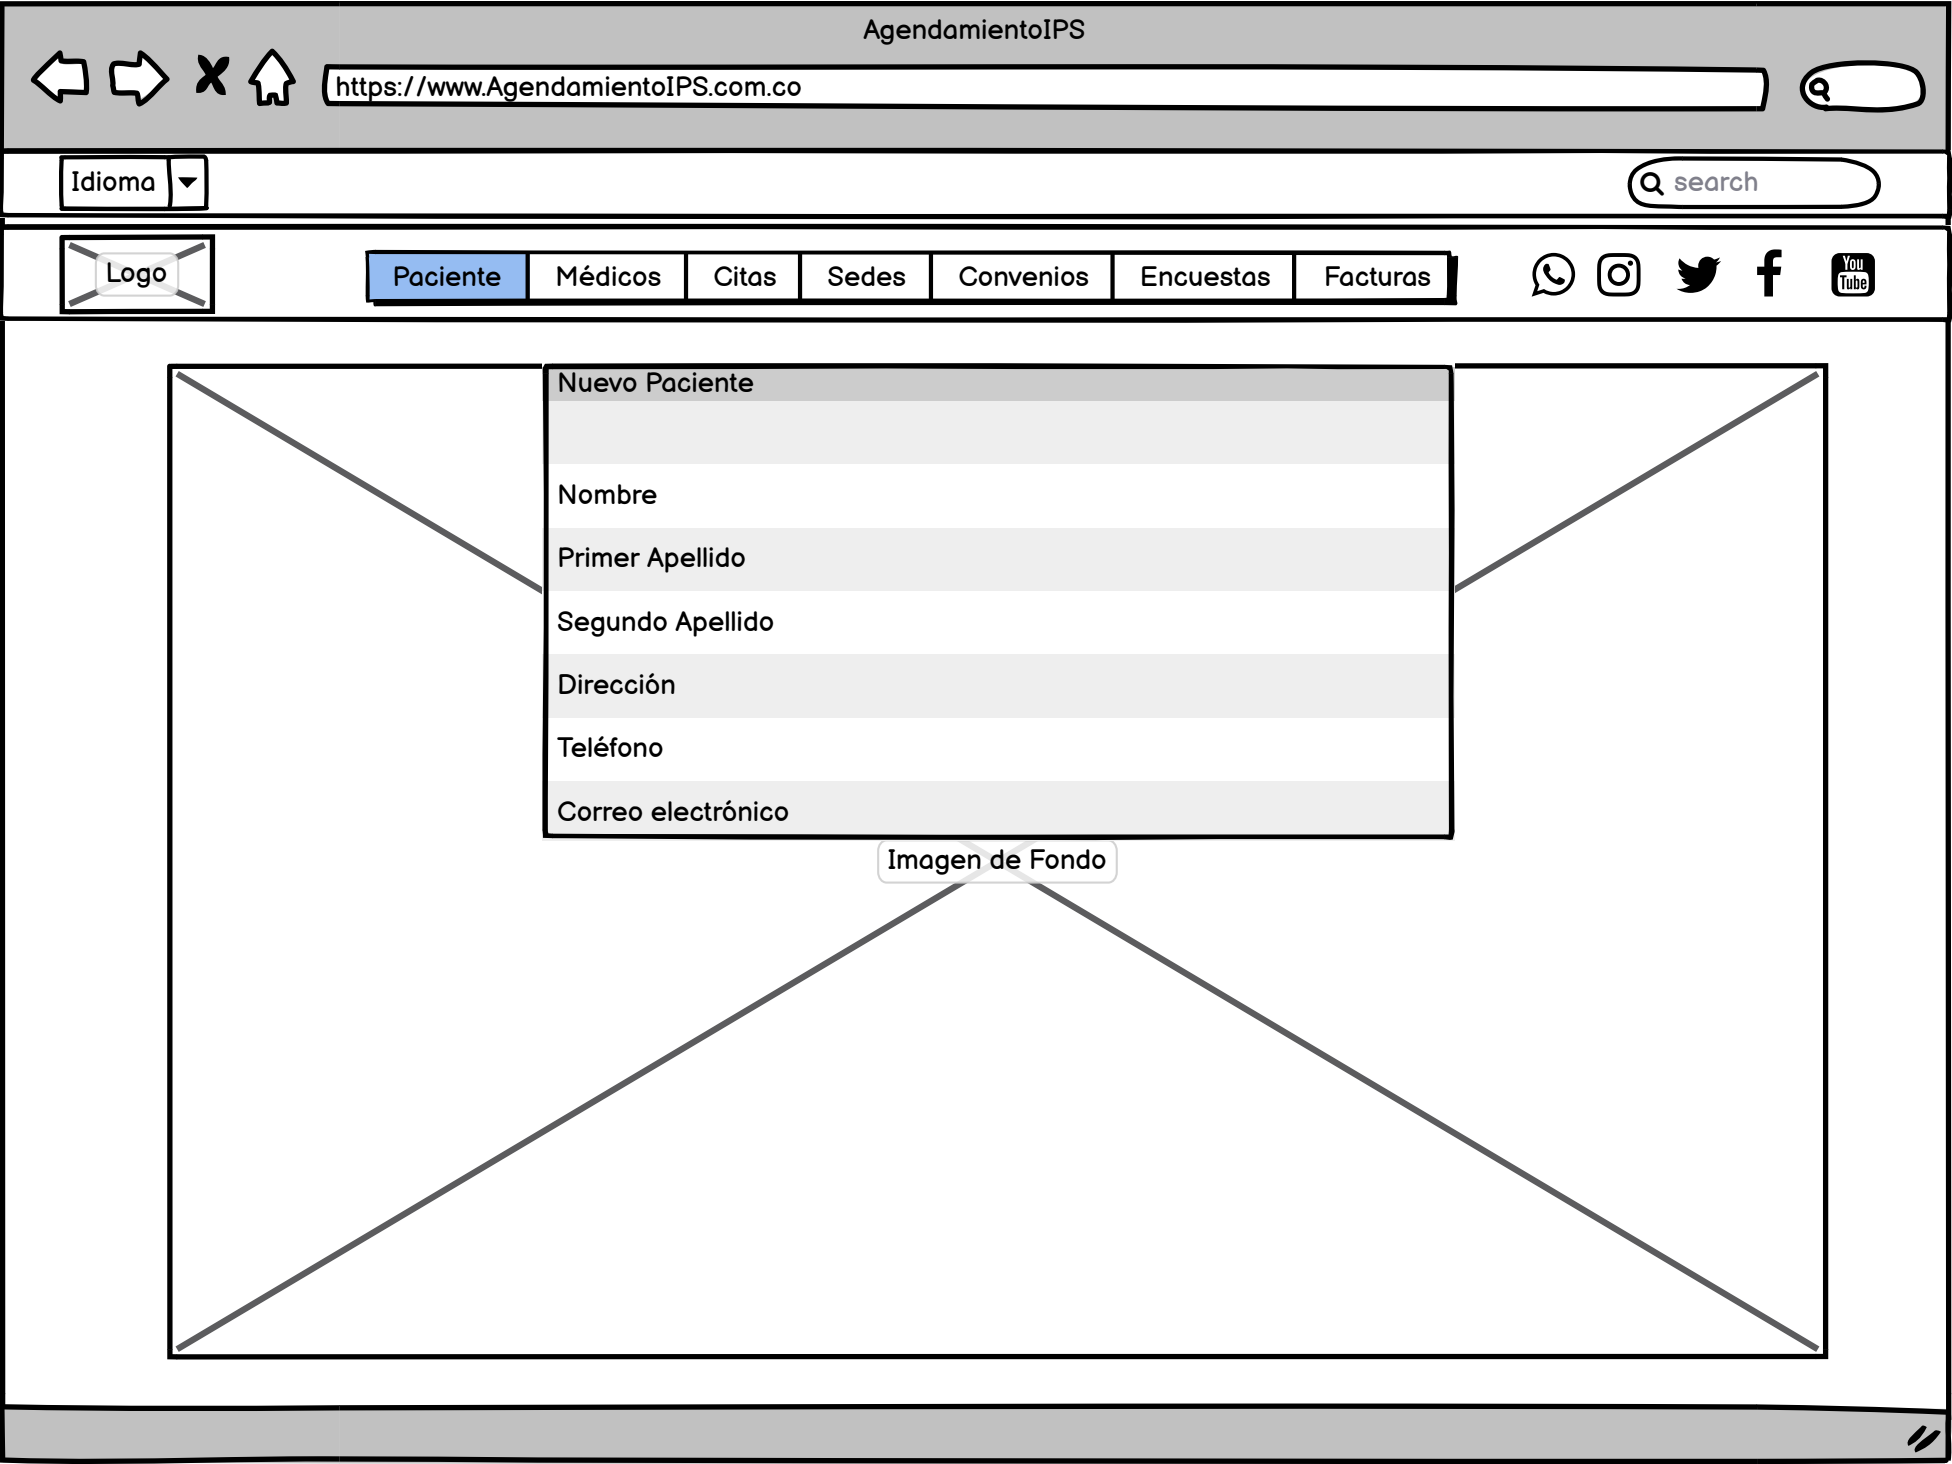 AgendamientoIPS
https://www.AgendamientoIPS.com.co
Idioma
search
Logo
Paciente Médicos Citas Sedes Convenios Encuestas Facturas
You
Tube
Nuevo Paciente
Nombre
Primer Apellido
Segundo Apellido
Dirección
Teléfono
Correo electrónico
Imagen de Fondo